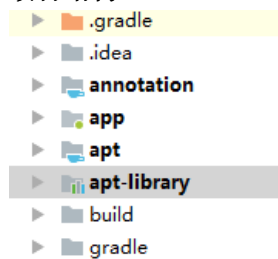 .gradle
.idea
annotation
app
apt
apt-library
build
gradle